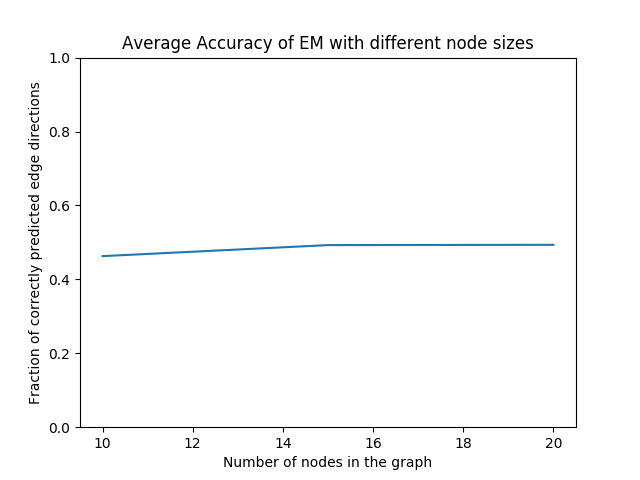 Average Accuracy of EM with different node sizes
Fraction of correctly predicted edge directions
1.0
0.8
0.6
0.4
0.2
0.0
10 12 14 16 18 20
Number of nodes in the graph